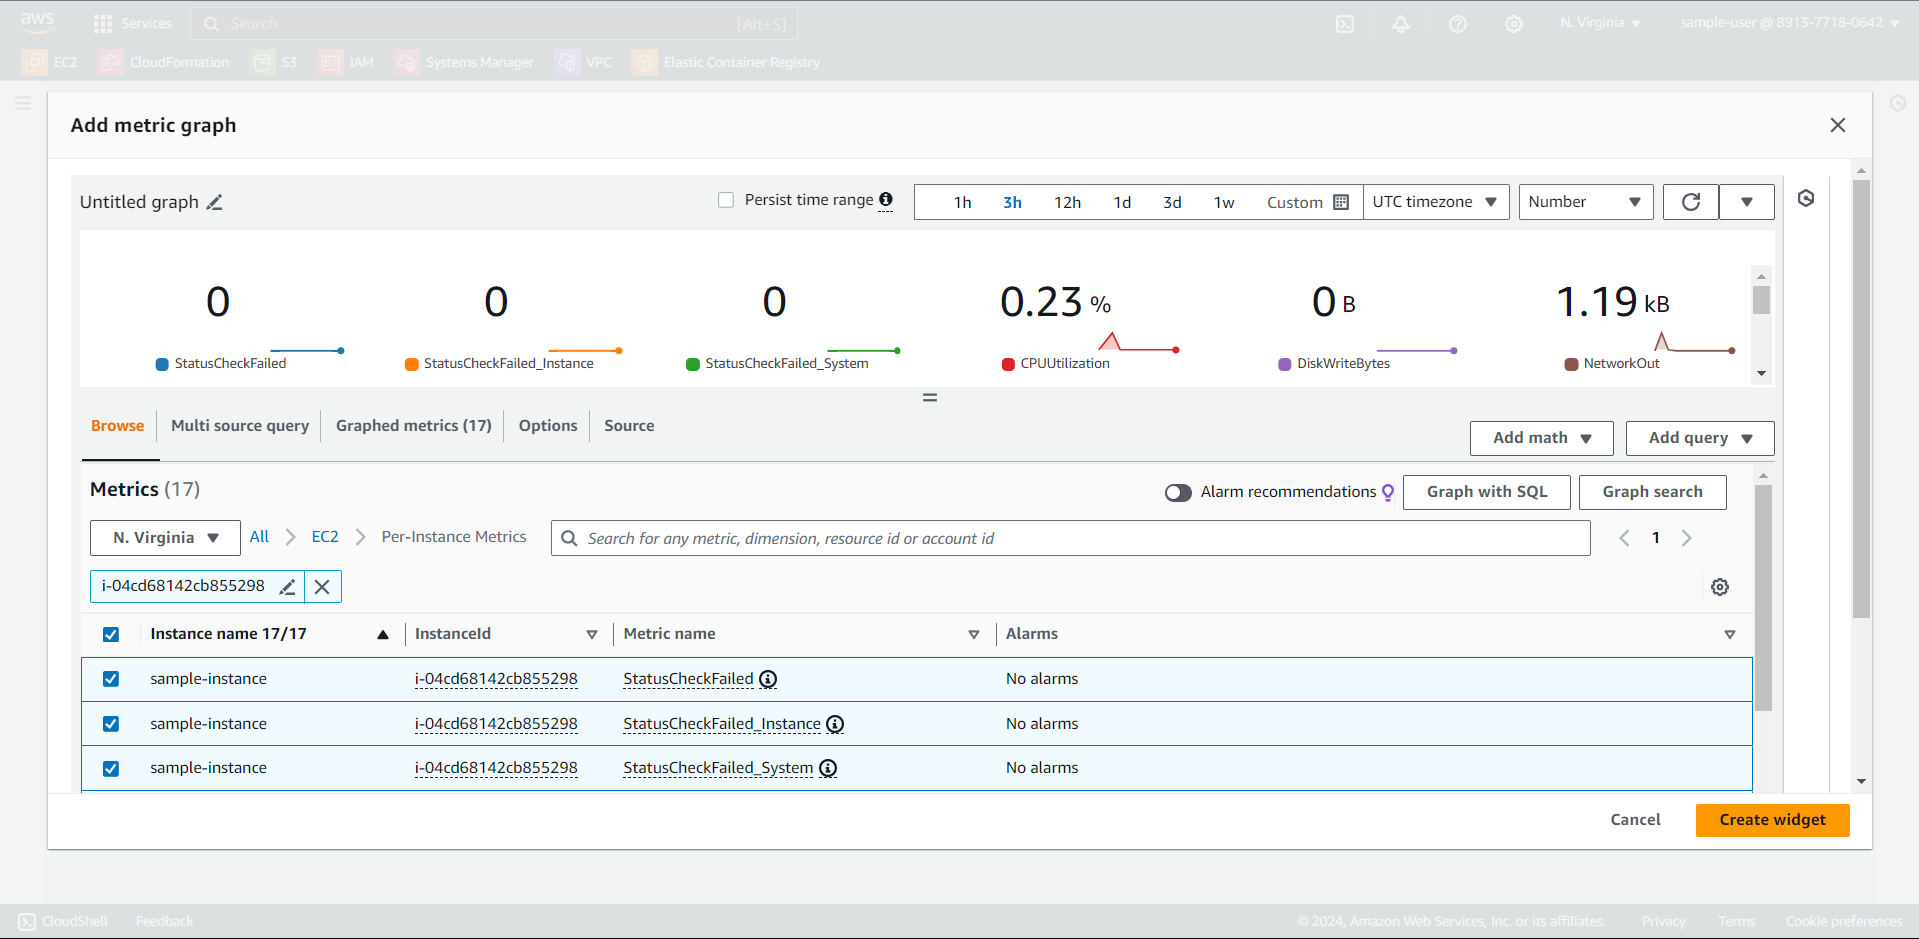 aws Services Search [Alt+S] N. Virginia sample-user @ 8913-7718-0642
EC2 CloudFormation S3 IAM Systems Manager VPC Elastic Container Registry
Add metric graph
Untitled graph Persist time range 1h 3h 12h 1d 3d 1w Custom UTC timezone Number
0 0 0 0.23 % 0 B 1.19 kB
StatusCheckFailed StatusCheckFailed_Instance StatusCheckFailed_System CPUUtilization DiskWriteBytes NetworkOut
Browse Multi source query Graphed metrics (17) Options Source Add math Add query
Metrics (17) Alarm recommendations Graph with SQL Graph search
N. Virginia All EC2 Per-Instance Metrics Search for any metric, dimension, resource id or account id 1
i-04cd68142cb855298
Instance name 17/17 InstanceId Metric name Alarms
sample-instance i-04cd68142cb855298 StatusCheckFailed No alarms
sample-instance i-04cd68142cb855298 StatusCheckFailed_Instance No alarms
sample-instance i-04cd68142cb855298 StatusCheckFailed_System No alarms
Cancel Create widget
CloudShell Feedback © 2024, Amazon Web Services, Inc. or its affiliates. Privacy Terms Cookie preferences